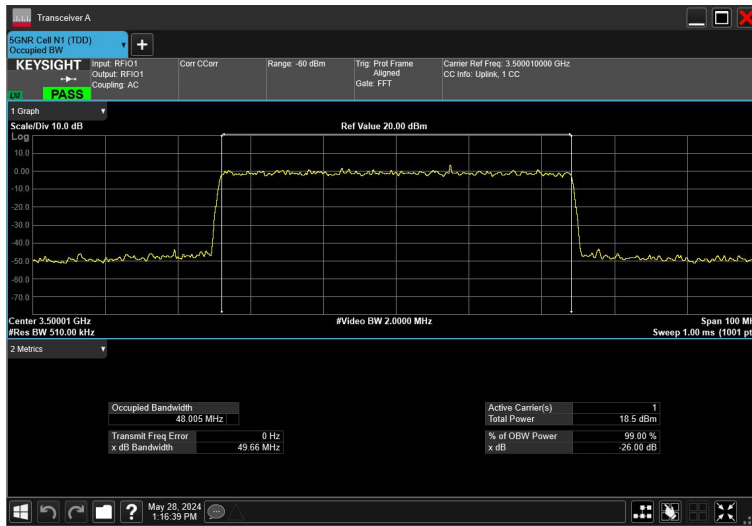 Transceiver A
5GNR Cell N1 (TDD)
Occupied BW
KEYSIGHT
LXI
PASS
Input: RFIO1
Output: RFIO1
Coupling: AC
Corr CCorr
Range: -60 dBm
Trig: Prot Frame
Aligned
Gate: FFT
Carrier Ref Freq: 3.500010000 GHz
CC Info: Uplink, 1 CC
1 Graph
Scale/Div 10.0 dB
Ref Value 20.00 dBm
Log
10.0
0.00
-10.0
-20.0
-30.0
-40.0
-50.0
-60.0
-70.0
Center 3.50001 GHz
#Video BW 2.0000 MHz
Span 100 MH
#Res BW 510.00 kHz
Sweep 1.00 ms (1001 pt
2 Metrics
Occupied Bandwidth
48.005 MHz
Transmit Freq Error 0 Hz
x dB Bandwidth 49.66 MHz
Active Carrier(s) 1
Total Power 18.5 dBm
% of OBW Power 99.00 %
x dB -26.00 dB
?
May 28, 2024
1:16:39 PM